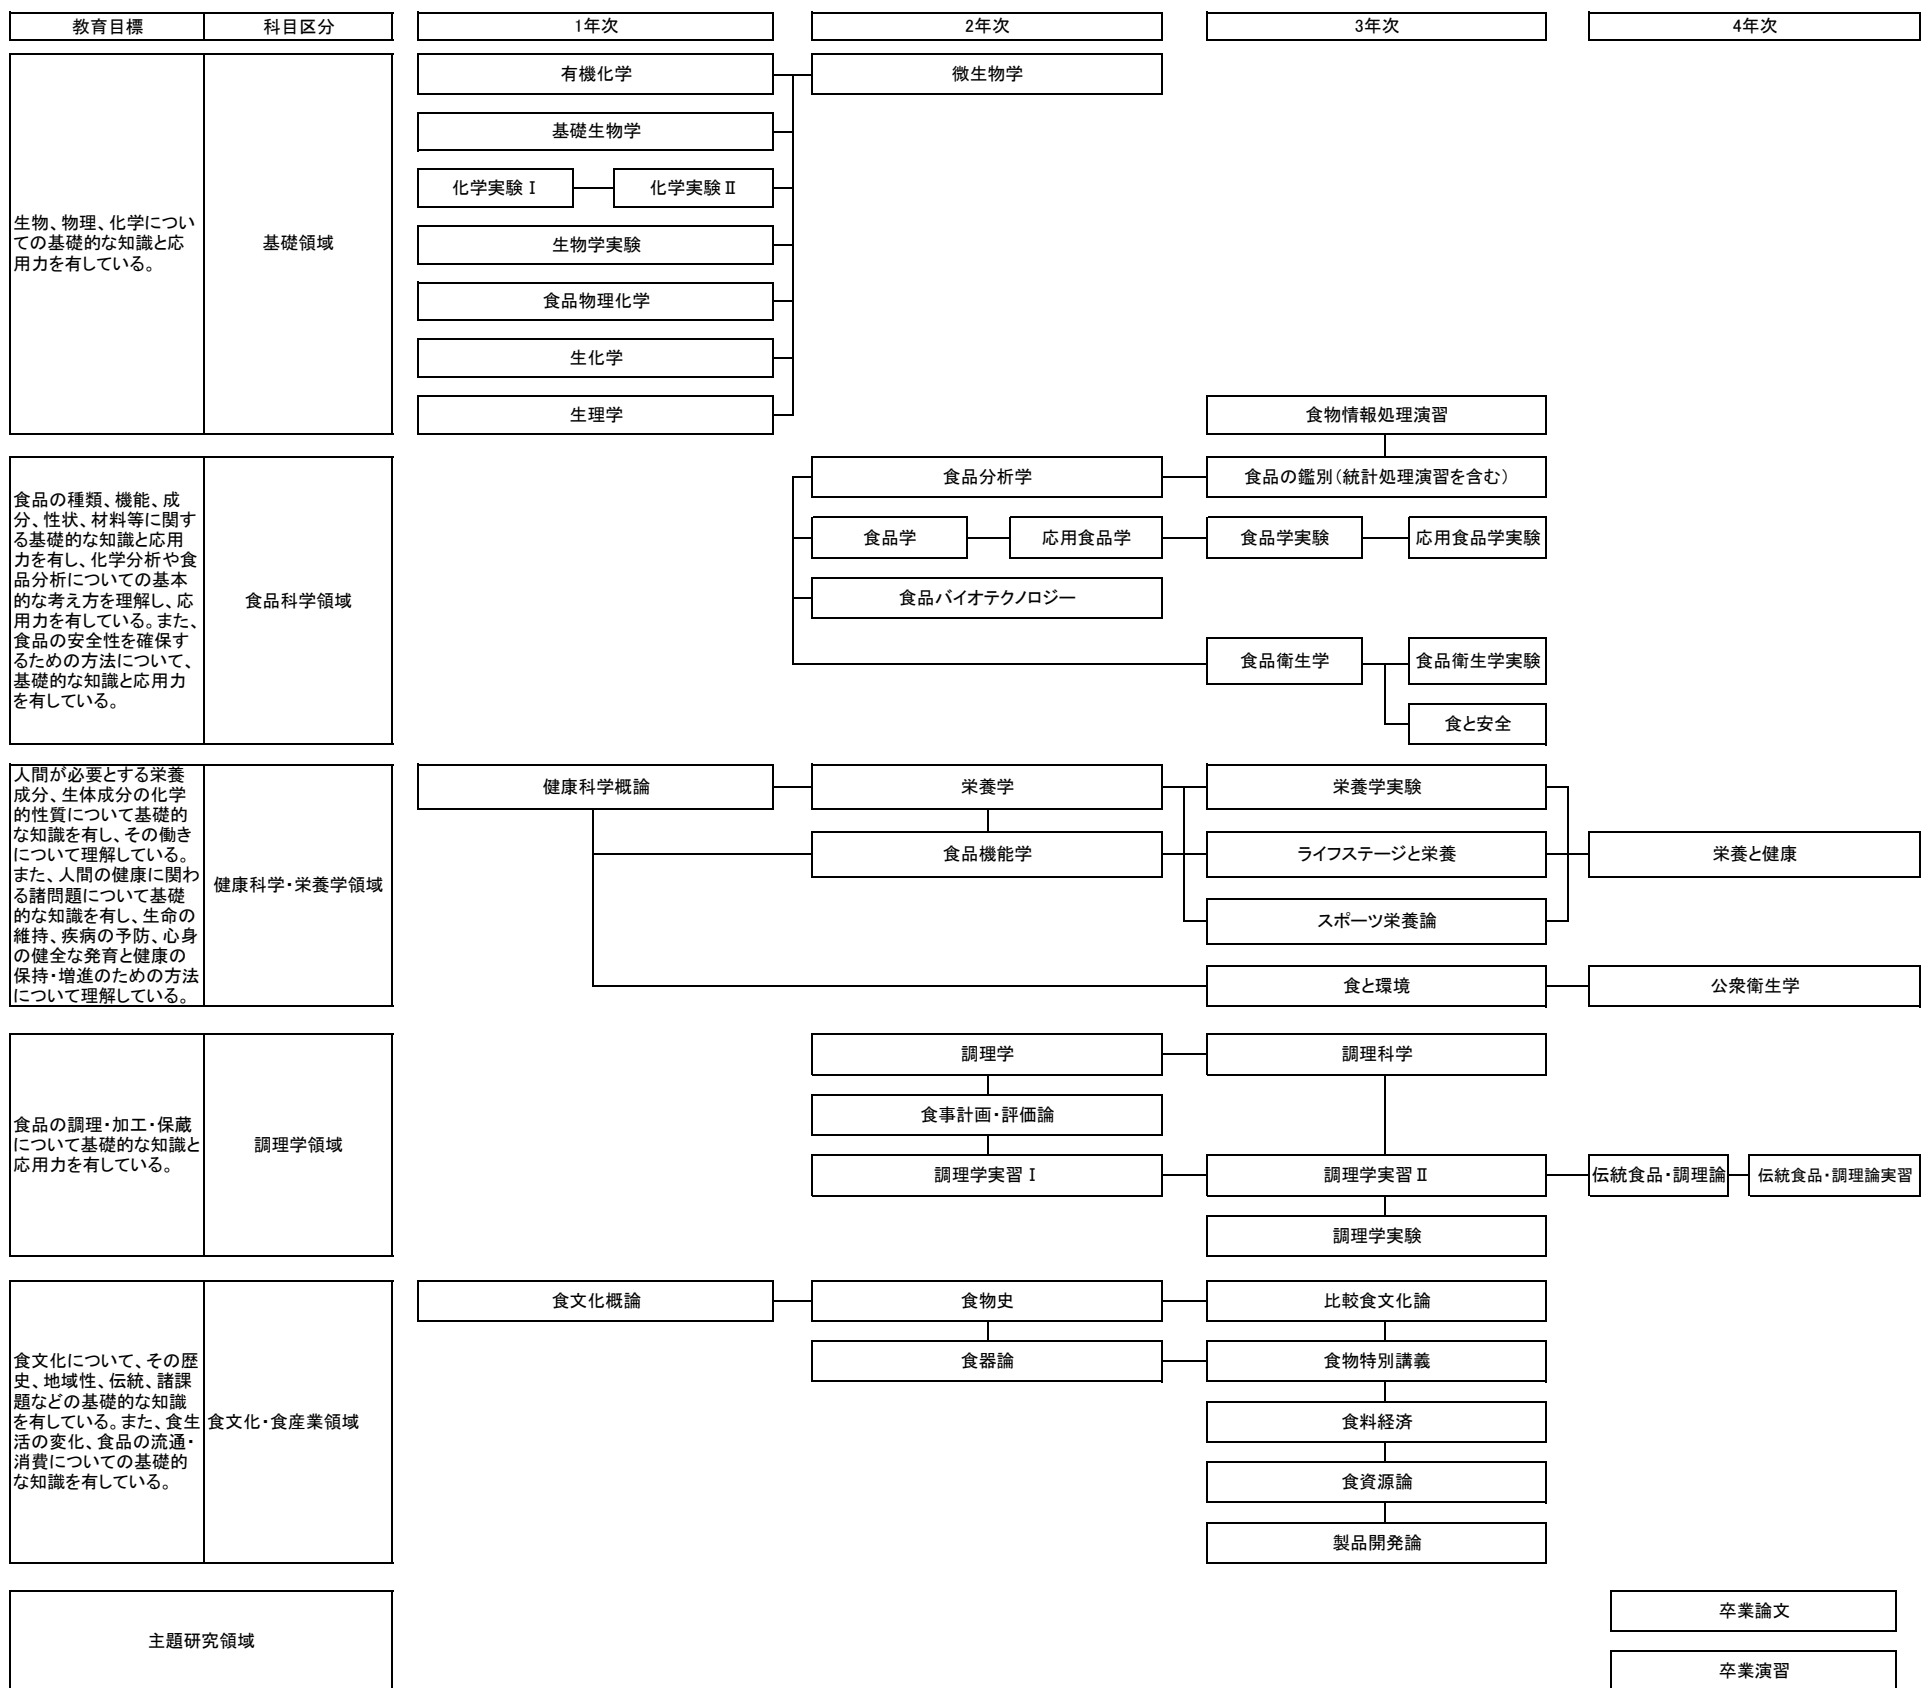 教育目標
科目区分
1年次
2年次
3年次
4年次
生物、物理、化学につい
ての基礎的な知識と応
用力を有している。
基礎領域
有機化学
微生物学
基礎生物学
化学実験Ⅰ
化学実験Ⅱ
生物学実験
食品物理化学
生化学
生理学
食物情報処理演習
食品の種類、機能、成
分、性状、材料等に関す
る基礎的な知識と応用
力を有し、化学分析や食
品分析についての基本
的な考え方を理解し、応
用力を有している。また、
食品の安全性を確保す
るための方法について、
基礎的な知識と応用力
を有している。
食品科学領域
食品分析学
食品の鑑別(統計処理演習を含む)
食品学
応用食品学
食品学実験
応用食品学実験
食品バイオテクノロジー
食品衛生学
食品衛生学実験
食と安全
人間が必要とする栄養
成分、生体成分の化学
的性質について基礎的
な知識を有し、その働き
について理解している。
また、人間の健康に関わ
る諸問題について基礎
的な知識を有し、生命の
維持、疾病の予防、心身
の健全な発育と健康の
保持・増進のための方法
について理解している。
健康科学・栄養学領域
健康科学概論
栄養学
栄養学実験
食品機能学
ライフステージと栄養
栄養と健康
スポーツ栄養論
食と環境
公衆衛生学
食品の調理・加工・保蔵
について基礎的な知識と
応用力を有している。
調理学領域
調理学
調理科学
食事計画・評価論
調理学実習Ⅰ
調理学実習Ⅱ
伝統食品・調理論
伝統食品・調理論実習
調理学実験
食文化について、その歴
史、地域性、伝統、諸課
題などの基礎的な知識
を有している。また、食生
活の変化、食品の流通・
消費についての基礎的
な知識を有している。
食文化・食産業領域
食文化概論
食物史
比較食文化論
食器論
食物特別講義
食料経済
食資源論
製品開発論
主題研究領域
卒業論文
卒業演習